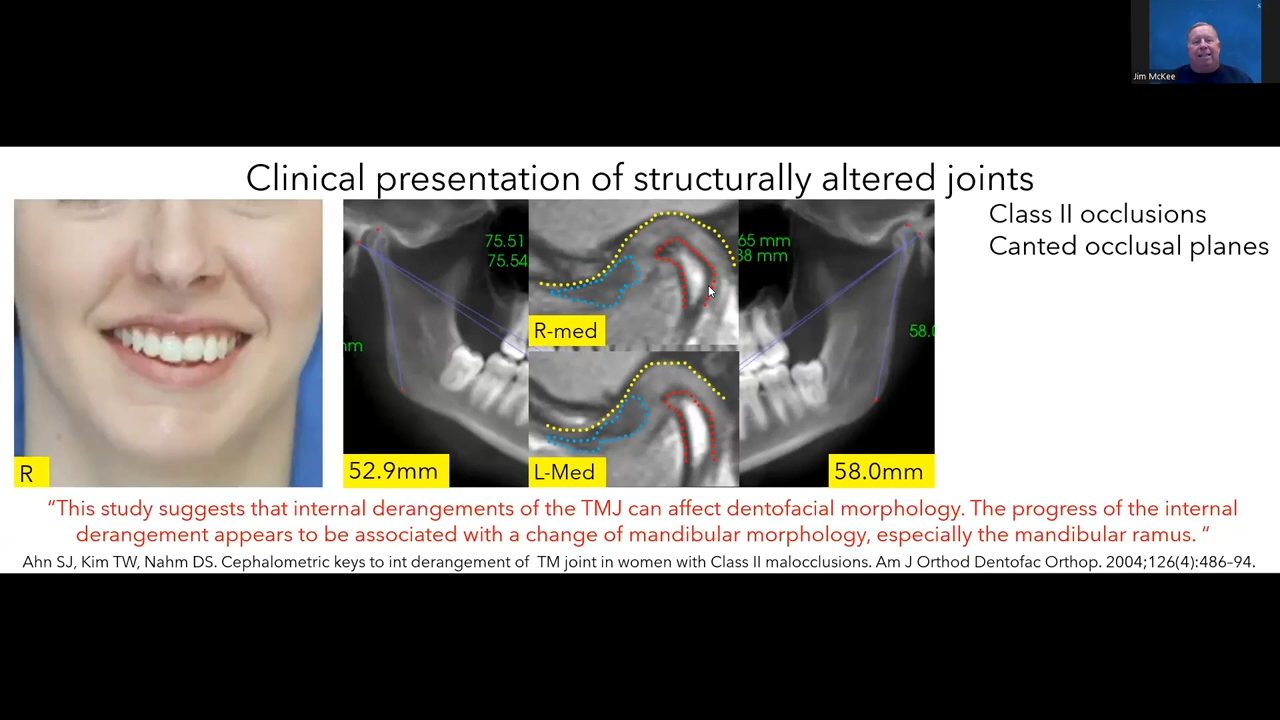 Jim McKee
Clinical presentation of structurally altered joints
Class II occlusions
Canted occlusal planes
75.51
75.54
65 mm
38 mm
R-med
58.0
L-Med
R
52.9mm
58.0mm
“This study suggests that internal derangements of the TMJ can affect dentofacial morphology. The progress of the internal
derangement appears to be associated with a change of mandibular morphology, especially the mandibular ramus. “
Ahn SJ, Kim TW, Nahm DS. Cephalometric keys to int derangement of TM joint in women with Class II malocclusions. Am J Orthod Dentofac Orthop. 2004;126(4):486–94.